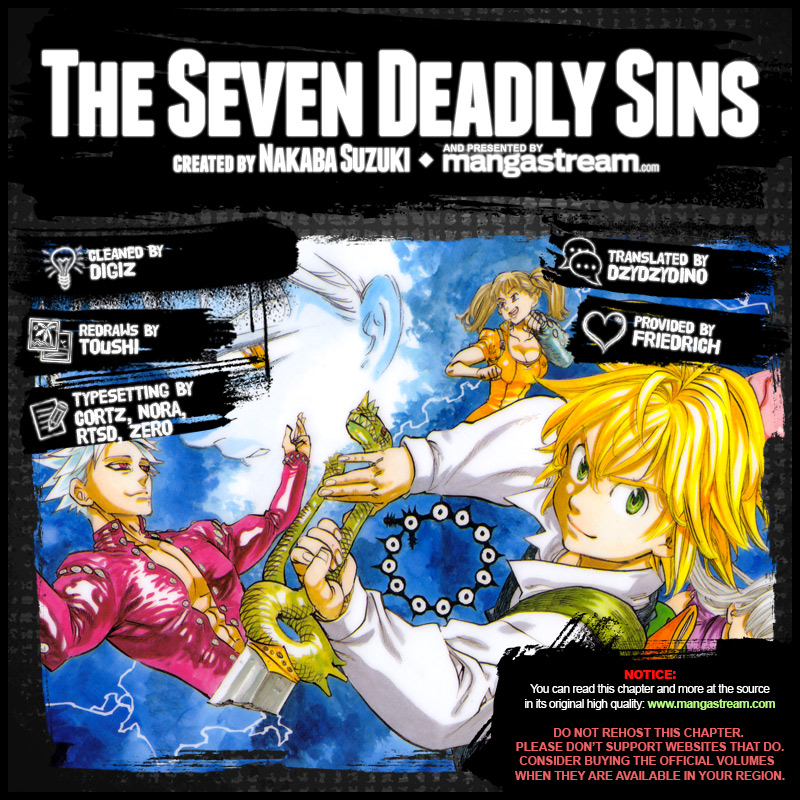 THE SEVEN DEADLY SINS
CREATED BY NAKABA SUZUKI ◆ AND PRESENTED BY mangastream.com
CLEANED BY
DIGIZ
REDRAWS BY
TOUSHI
TYPESETTING BY
CORTZ, NORA,
RTSD, ZERO
TRANSLATED BY
DZYDZYDINO
PROVIDED BY
FRIEDRICH
NOTICE:
You can read this chapter and more at the source
in its original high quality: www.mangastream.com
DO NOT REHOST THIS CHAPTER.
PLEASE DON'T SUPPORT WEBSITES THAT DO.
CONSIDER BUYING THE OFFICIAL VOLUMES
WHEN THEY ARE AVAILABLE IN YOUR REGION.